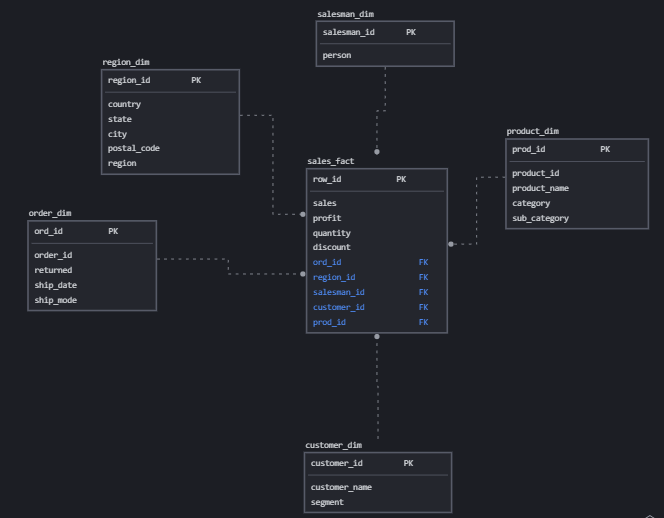 salesman_dim
salesman_id PK
person
region_dim
region_id PK
country
state
city
postal_code
region
product_dim
prod_id PK
product_id
product_name
category
sub_category
sales_fact
row_id PK
sales
profit
quantity
discount
ord_id FK
region_id FK
salesman_id FK
customer_id FK
prod_id FK
order_dim
ord_id PK
order_id
returned
ship_date
ship_mode
customer_dim
customer_id PK
customer_name
segment